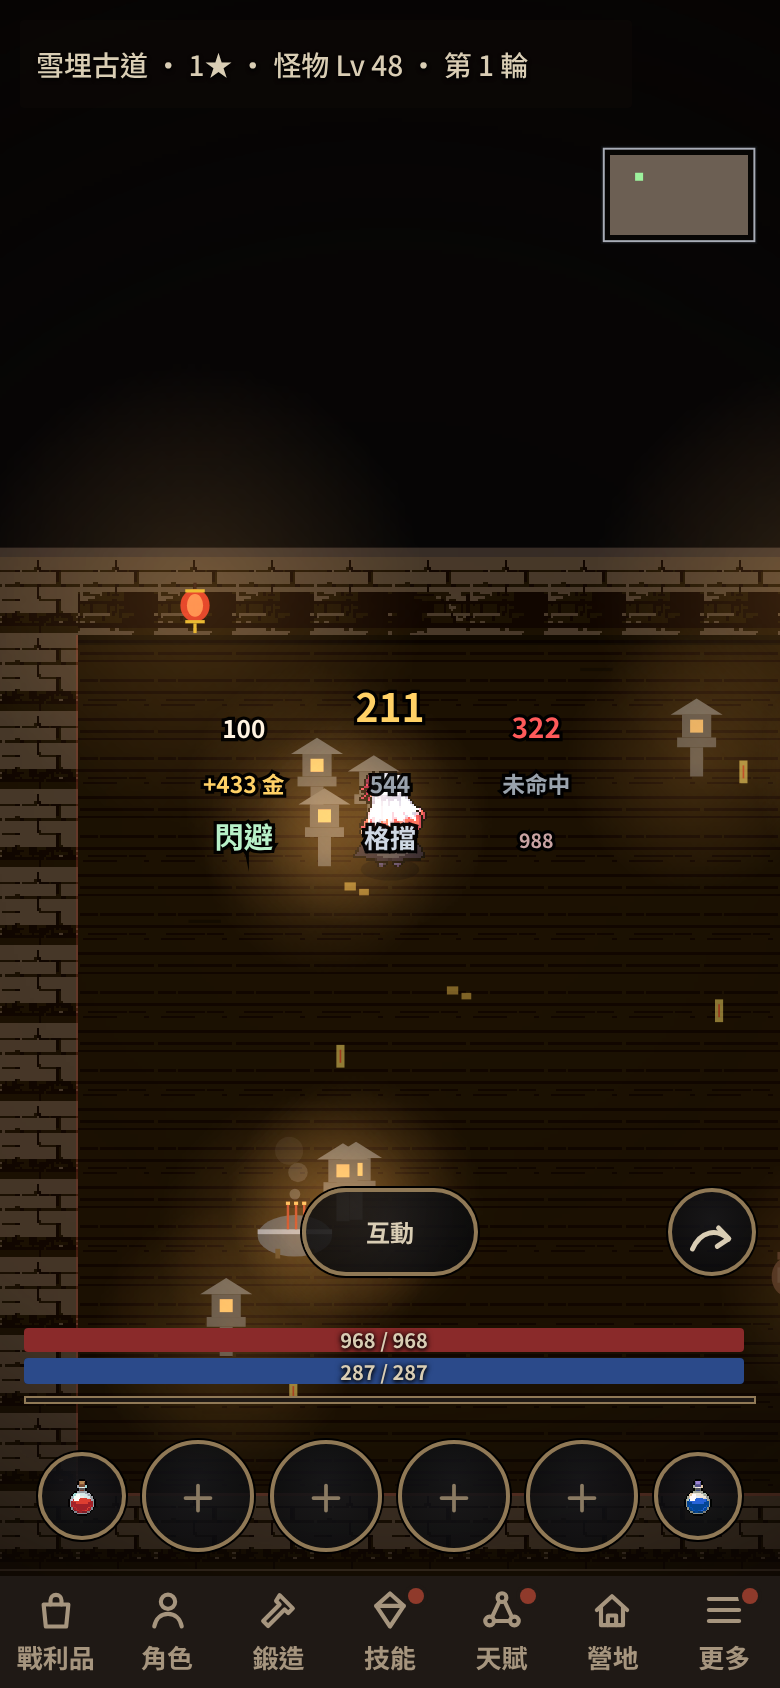 雪埋古道 • 1★ • 怪物 Lv 48 • 第 1 輪
211
100
322
+433 金
544
未命中
閃避
格擋
988
互動
968 / 968
287 / 287
戰利品 角色 鍛造 技能 天賦 營地 更多